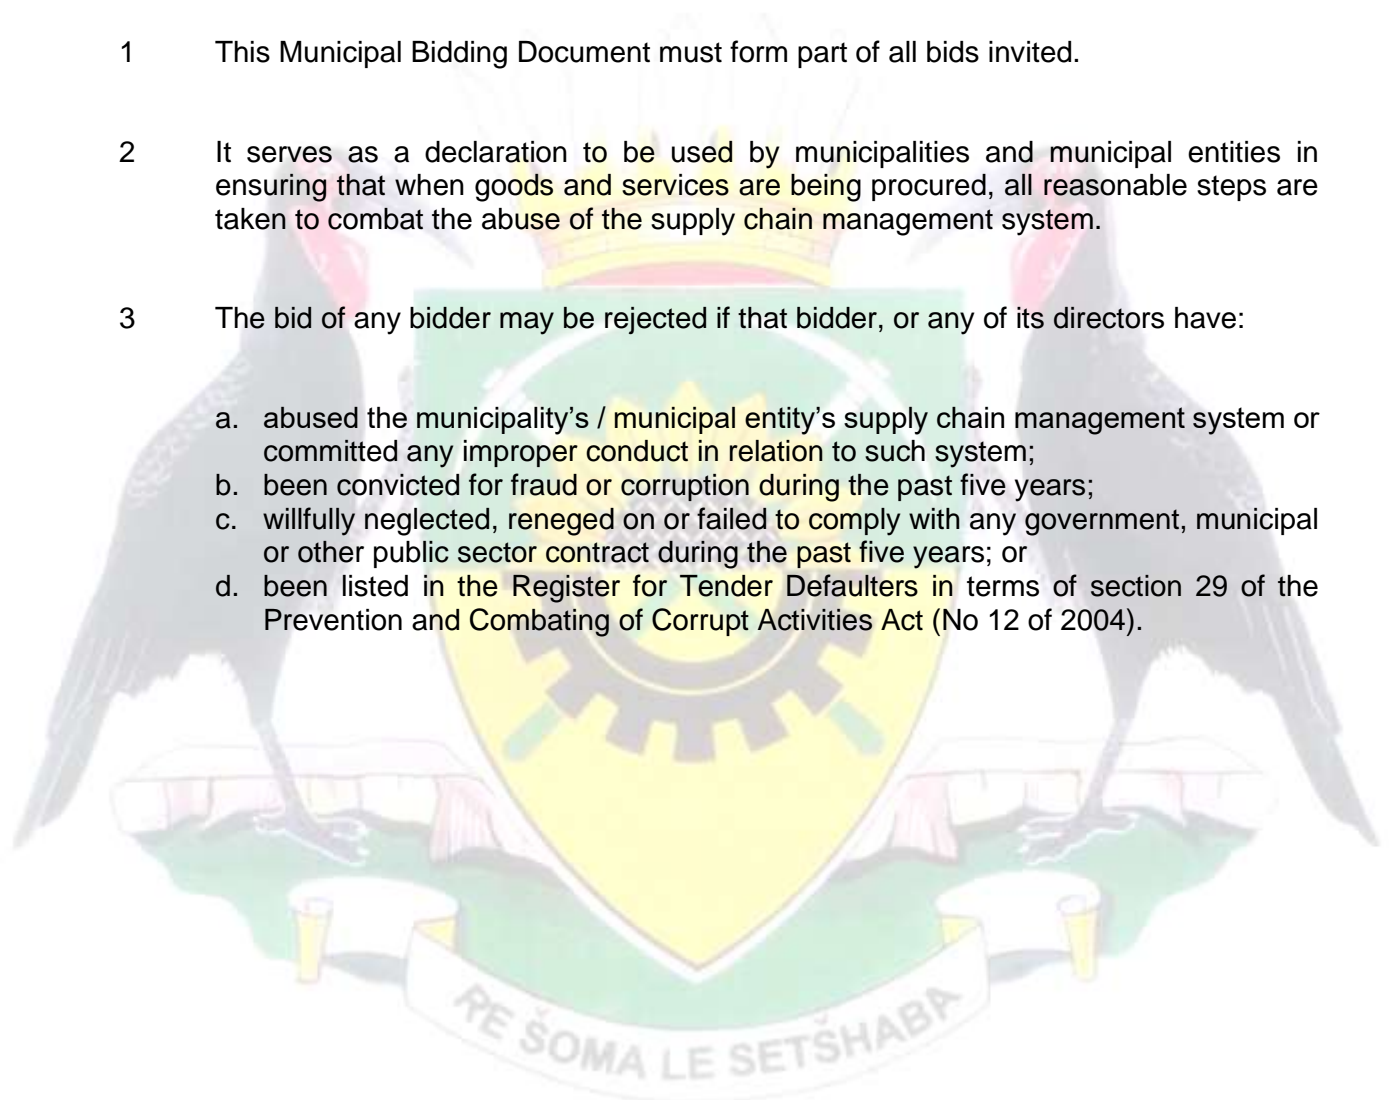 1 This Municipal Bidding Document must form part of all bids invited.
2 It serves as a declaration to be used by municipalities and municipal entities in
ensuring that when goods and services are being procured, all reasonable steps are
taken to combat the abuse of the supply chain management system.
3 The bid of any bidder may be rejected if that bidder, or any of its directors have:
a. abused the municipality’s / municipal entity’s supply chain management system or
committed any improper conduct in relation to such system;
b. been convicted for fraud or corruption during the past five years;
c. willfully neglected, reneged on or failed to comply with any government, municipal
or other public sector contract during the past five years; or
d. been listed in the Register for Tender Defaulters in terms of section 29 of the
Prevention and Combating of Corrupt Activities Act (No 12 of 2004).
RE ŠOMA LE SETŠHABA